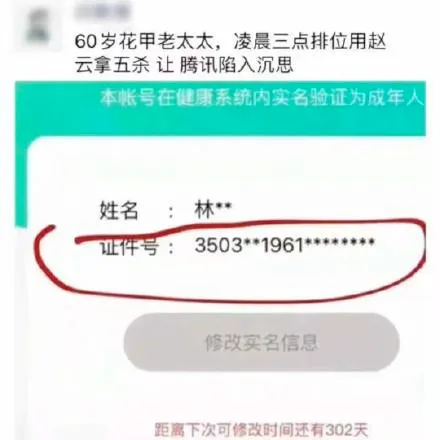 60岁花甲老太太，凌晨三点排位用赵
云拿五杀 让 腾讯陷入沉思
本帐号在健康系统内实名验证为成年人
姓名 ： 林**
证件号 ： 3503**1961********
修改实名信息
距离下次可修改时间还有302天